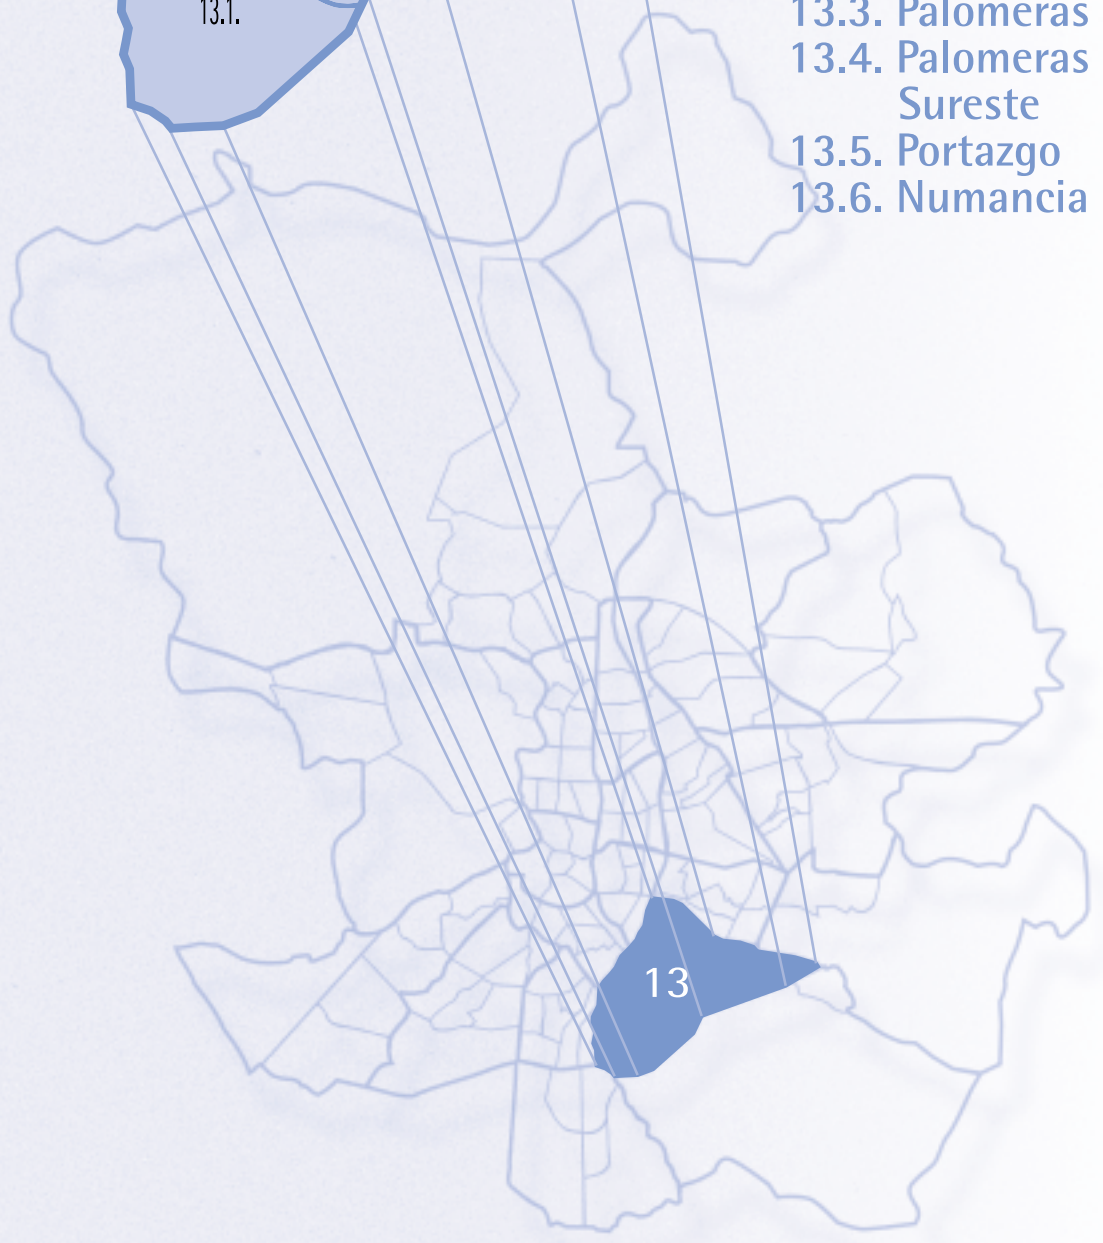 13.1.
13.3. Palomeras
13.4. Palomeras
Sureste
13.5. Portazgo
13.6. Numancia
13